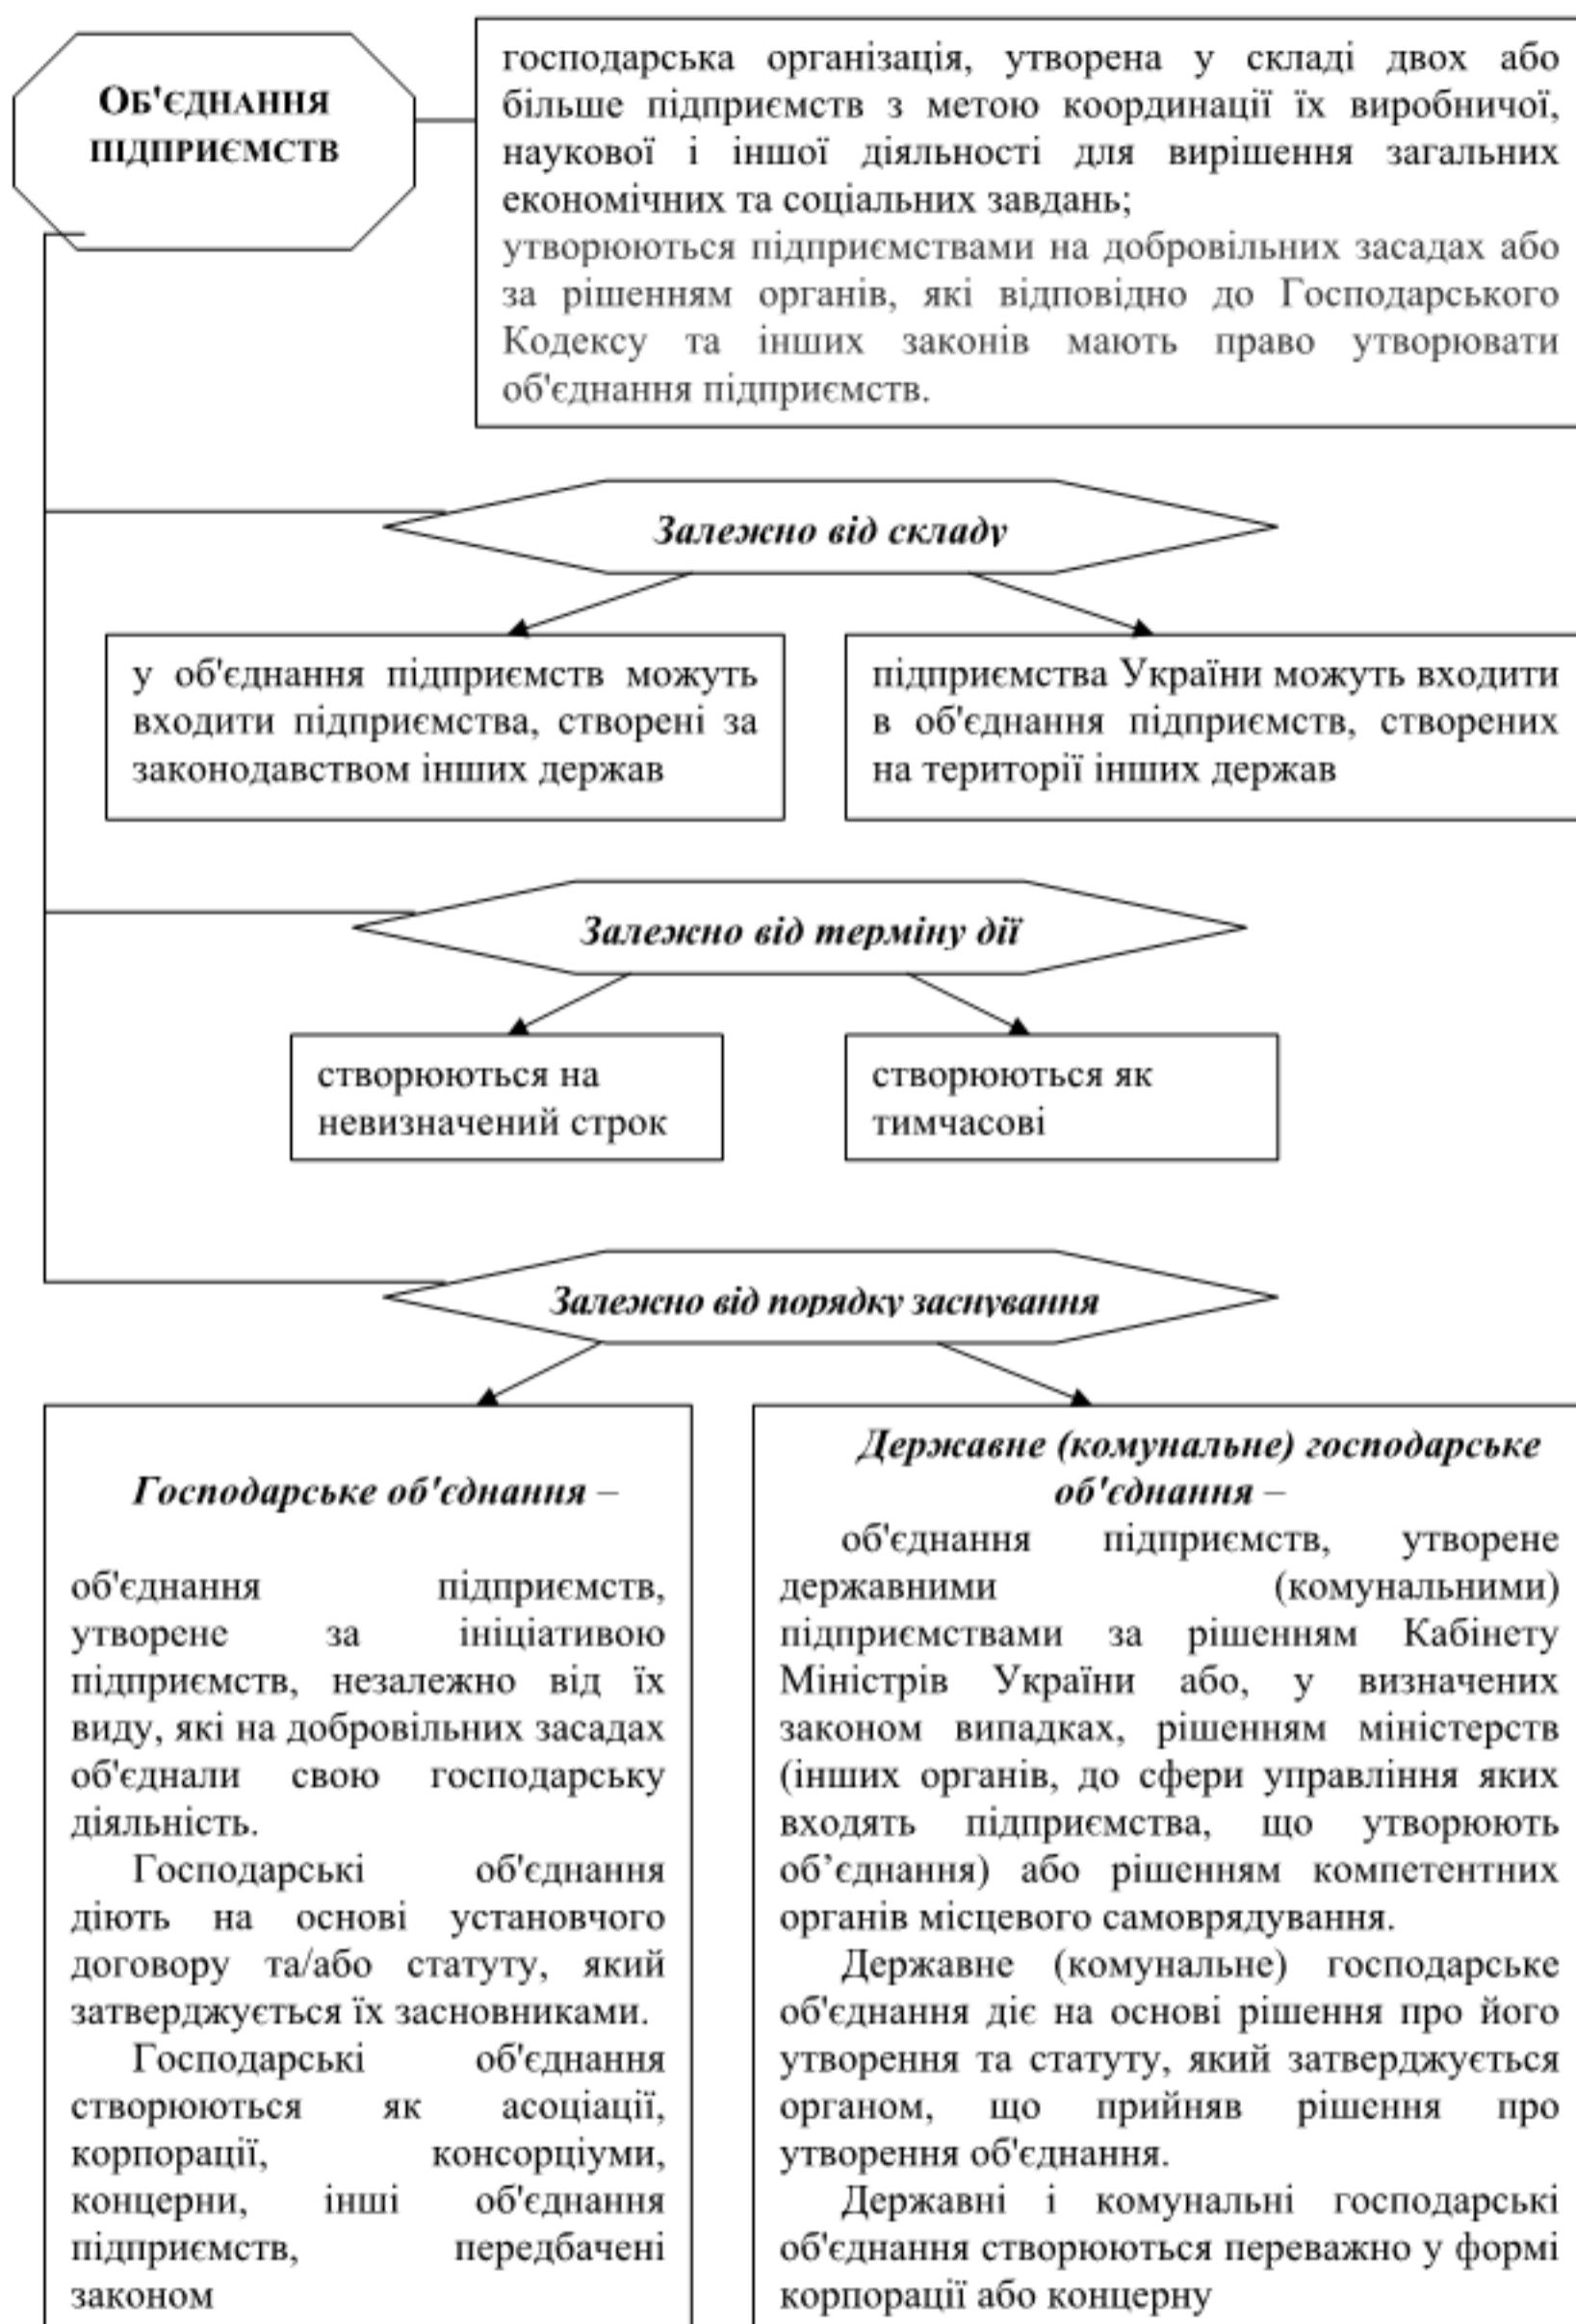 ОБ'ЄДНАННЯ
ПІДПРИЄМСТВ
господарська організація, утворена у складі двох або
більше підприємств з метою координації їх виробничої,
наукової і іншої діяльності для вирішення загальних
економічних та соціальних завдань;
утворюються підприємствами на добровільних засадах або
за рішенням органів, які відповідно до Господарського
Кодексу та інших законів мають право утворювати
об'єднання підприємств.
Залежно від складу
у об'єднання підприємств можуть
входити підприємства, створені за
законодавством інших держав
підприємства України можуть входити
в об'єднання підприємств, створених
на території інших держав
Залежно від терміну дії
створюються на
невизначений строк
створюються як
тимчасові
Залежно від порядку заснування
Господарське об'єднання –
об'єднання підприємств,
утворене за ініціативою
підприємств, незалежно від їх
виду, які на добровільних засадах
об'єднали свою господарську
діяльність.
Господарські об'єднання
діють на основі установчого
договору та/або статуту, який
затверджується їх засновниками.
Господарські об'єднання
створюються як асоціації,
корпорації, консорціуми,
концерни, інші об'єднання
підприємств, передбачені
законом
Державне (комунальне) господарське
об'єднання –
об'єднання підприємств, утворене
державними (комунальними)
підприємствами за рішенням Кабінету
Міністрів України або, у визначених
законом випадках, рішенням міністерств
(інших органів, до сфери управління яких
входять підприємства, що утворюють
об’єднання) або рішенням компетентних
органів місцевого самоврядування.
Державне (комунальне) господарське
об'єднання діє на основі рішення про його
утворення та статуту, який затверджується
органом, що прийняв рішення про
утворення об'єднання.
Державні і комунальні господарські
об'єднання створюються переважно у формі
корпорації або концерну